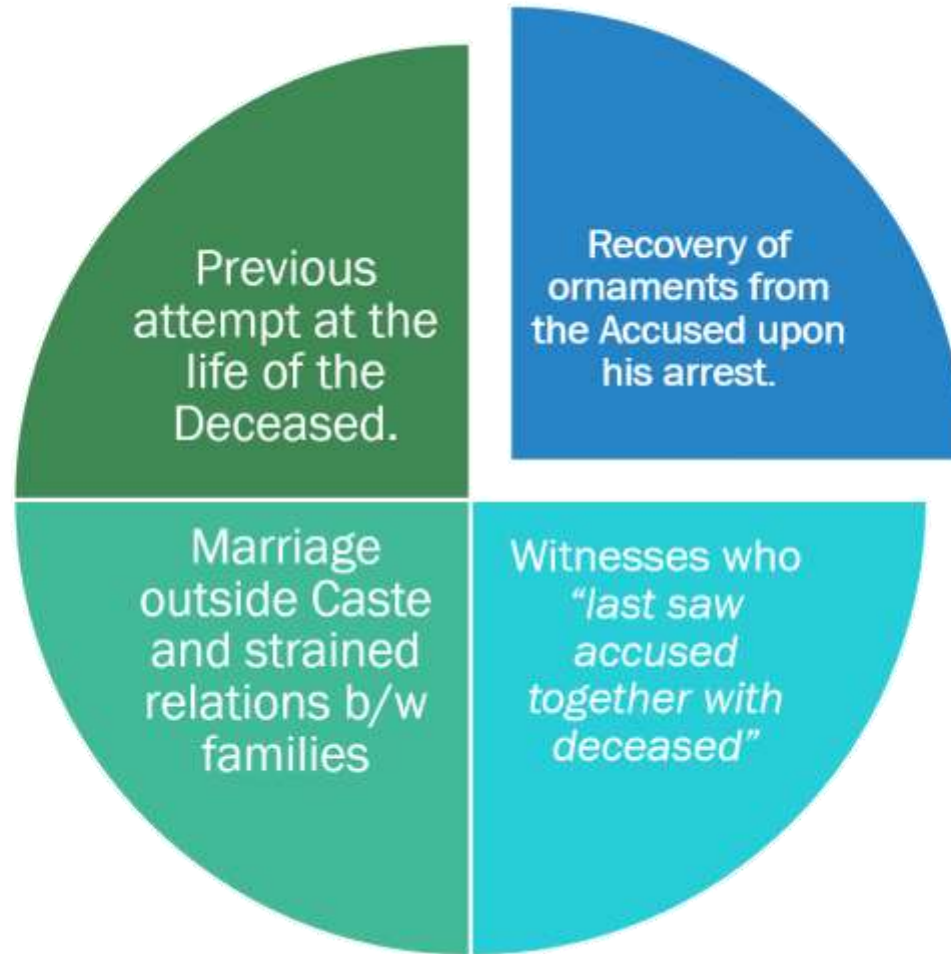 Previous
attempt at the
life of the
Deceased.
Recovery of
ornaments from
the Accused upon
his arrest.
Marriage
outside Caste
and strained
relations b/w
families
Witnesses who
“last saw
accused
together with
deceased”